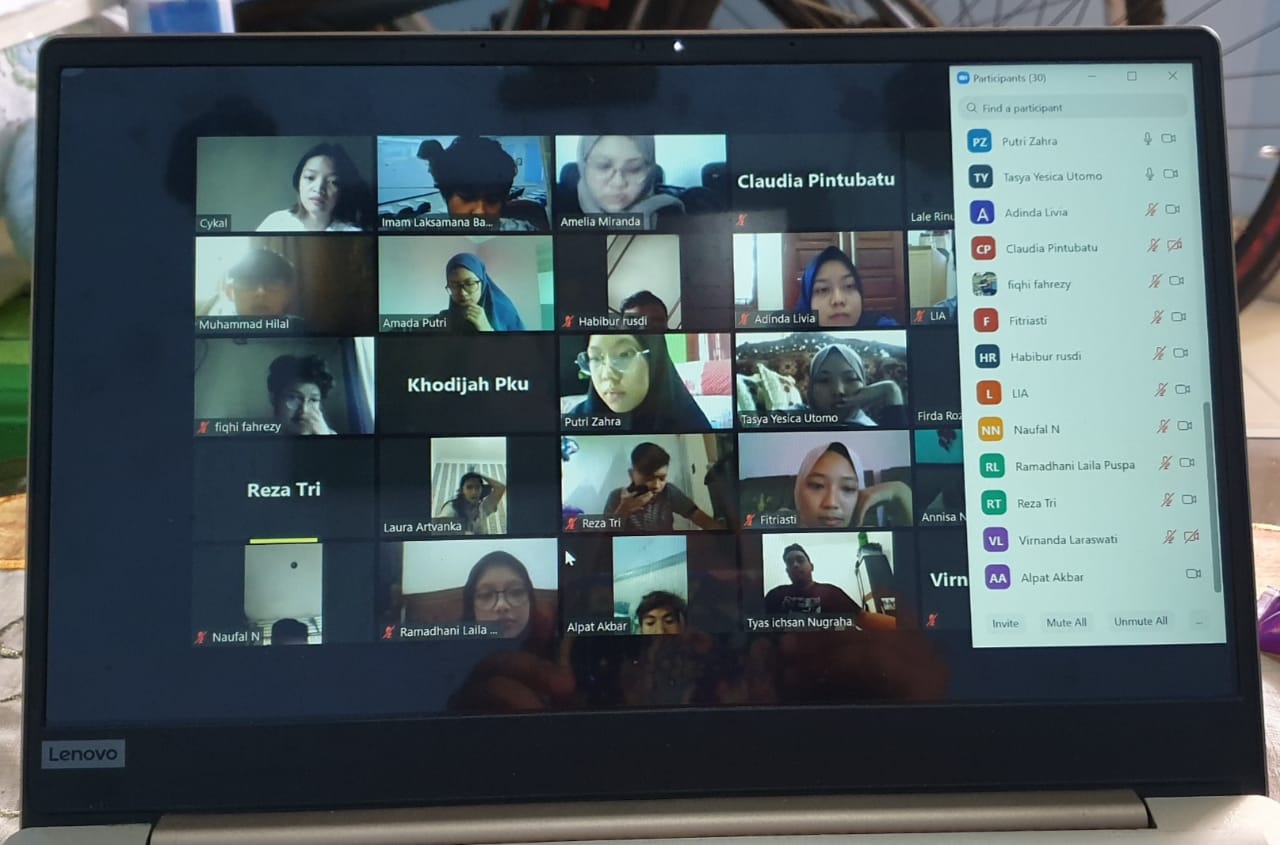 Cykal
Imam Laksamana Ba...
Amelia Miranda
Claudia Pintubatu
Lale Rinu
Muhammad Hilal
Amada Putri
Habibur rusdi
Adinda Livia
LIA
fiqhi fahrezy
Khodijah Pku
Putri Zahra
Tasya Yesica Utomo
Firda Roz
Reza Tri
Laura Artvanka
Reza Tri
Fitriasti
Annisa N
Naufal N
Ramadhani Laila ...
Alpat Akbar
Tyas ichsan Nugraha
Virn
Participants (30)
Find a participant
PZ Putri Zahra
TY Tasya Yesica Utomo
A Adinda Livia
CP Claudia Pintubatu
fiqhi fahrezy
F Fitriasti
HR Habibur rusdi
L LIA
NN Naufal N
RL Ramadhani Laila Puspa
RT Reza Tri
VL Virnanda Laraswati
AA Alpat Akbar
Invite Mute All Unmute All ...
Lenovo